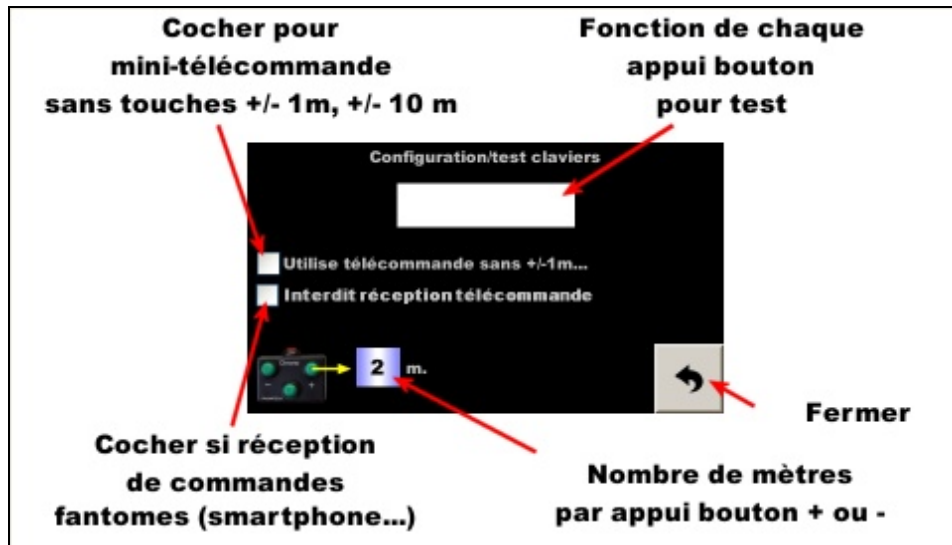 Cocher pour
mini-télécommande
sans touches +/- 1m, +/- 10 m
Fonction de chaque
appui bouton
pour test
Configuration/test claviers
Utilise télécommande sans +/-1m...
Interdit réception télécommande
Chrono
- +
2 m.
Fermer
Cocher si réception
de commandes
fantomes (smartphone...)
Nombre de mètres
par appui bouton + ou -